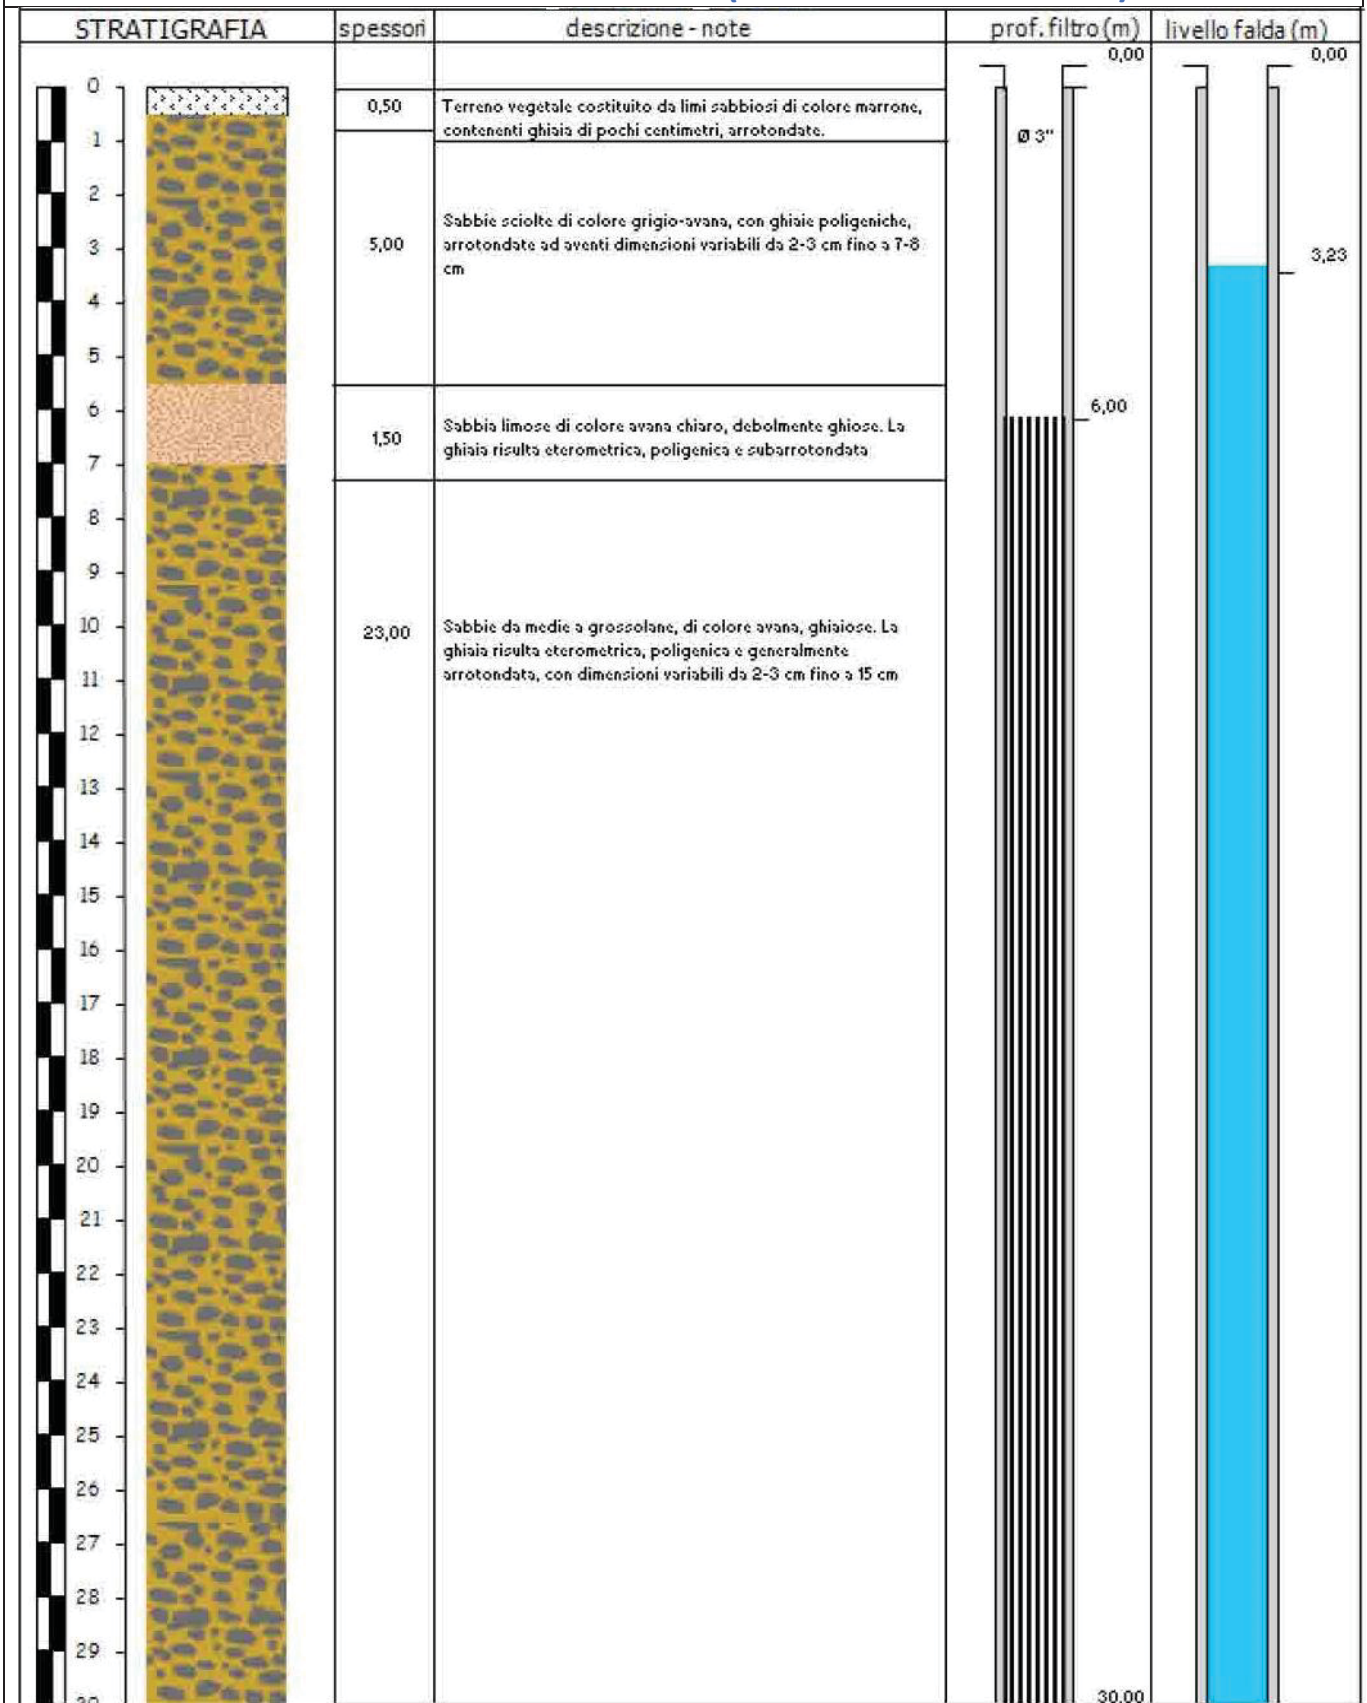 STRATIGRAFIA spessori descrizione - note prof. filtro (m) livello falda (m)
0,00 0,00
0
0,50 Terreno vegetale costituito da limi sabbiosi di colore marrone,
contenenti ghiaia di pochi centimetri, arrotondate.
Ø 3"
1
2
Sabbie sciolte di colore grigio-avana, con ghiaie poligeniche,
3 5,00 arrotondate ad aventi dimensioni variabili da 2-3 cm fino a 7-8
cm
3,23
4
5
6 6,00
Sabbia limose di colore avana chiaro, debolmente ghiose. La
1,50
ghiaia risulta eterometrica, poligenica e subarrotondata
7
8
9
10 23,00 Sabbie da medie a grossolane, di colore avana, ghiaiose. La
ghiaia risulta eterometrica, poligenica e generalmente
11 arrotondata, con dimensioni variabili da 2-3 cm fino a 15 cm
12
13
14
15
16
17
18
19
20
21
22
23
24
25
26
27
28
29
30,00